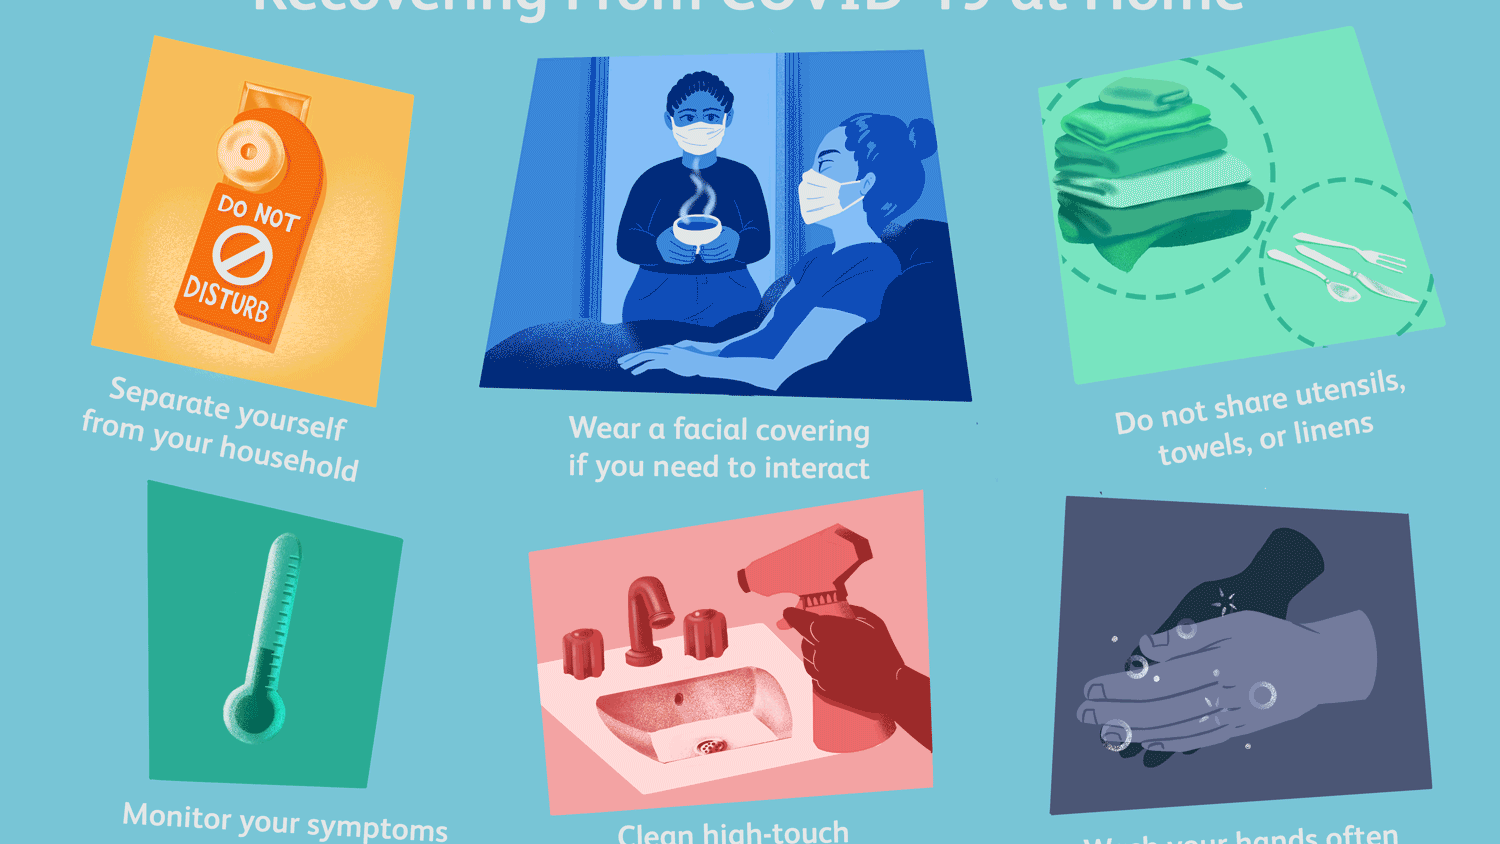 Recovering From COVID-19 at Home
DO NOT
DISTURB
Separate yourself
from your household
Wear a facial covering
if you need to interact
Do not share utensils,
towels, or linens
Monitor your symptoms
Clean high-touch
Wash your hands often